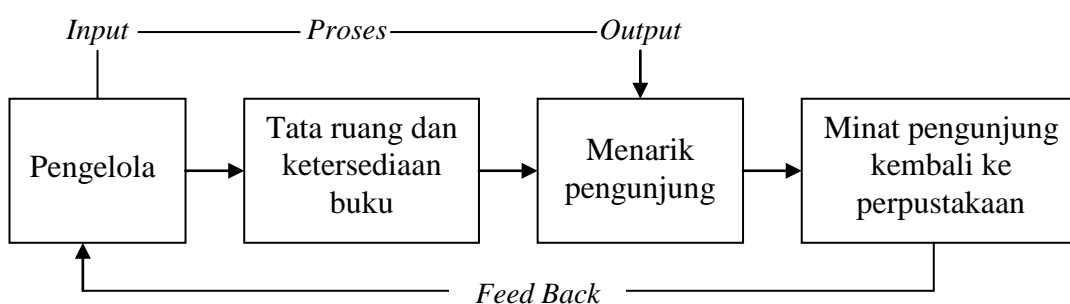 Input Proses Output
Pengelola
Tata ruang dan
ketersediaan
buku
Menarik
pengunjung
Minat pengunjung
kembali ke
perpustakaan
Feed Back